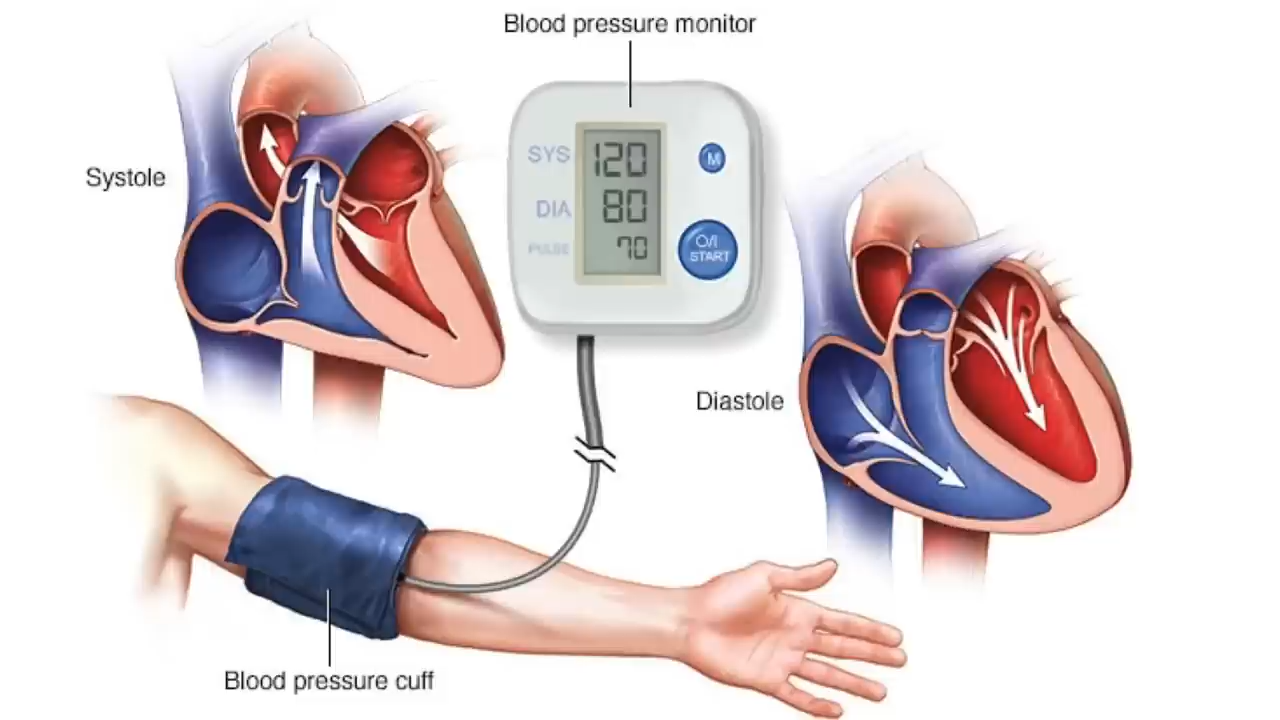 Blood pressure monitor
Systole
SYS 120
M
DIA 80
PULSE 70
O/I
START
Diastole
Blood pressure cuff